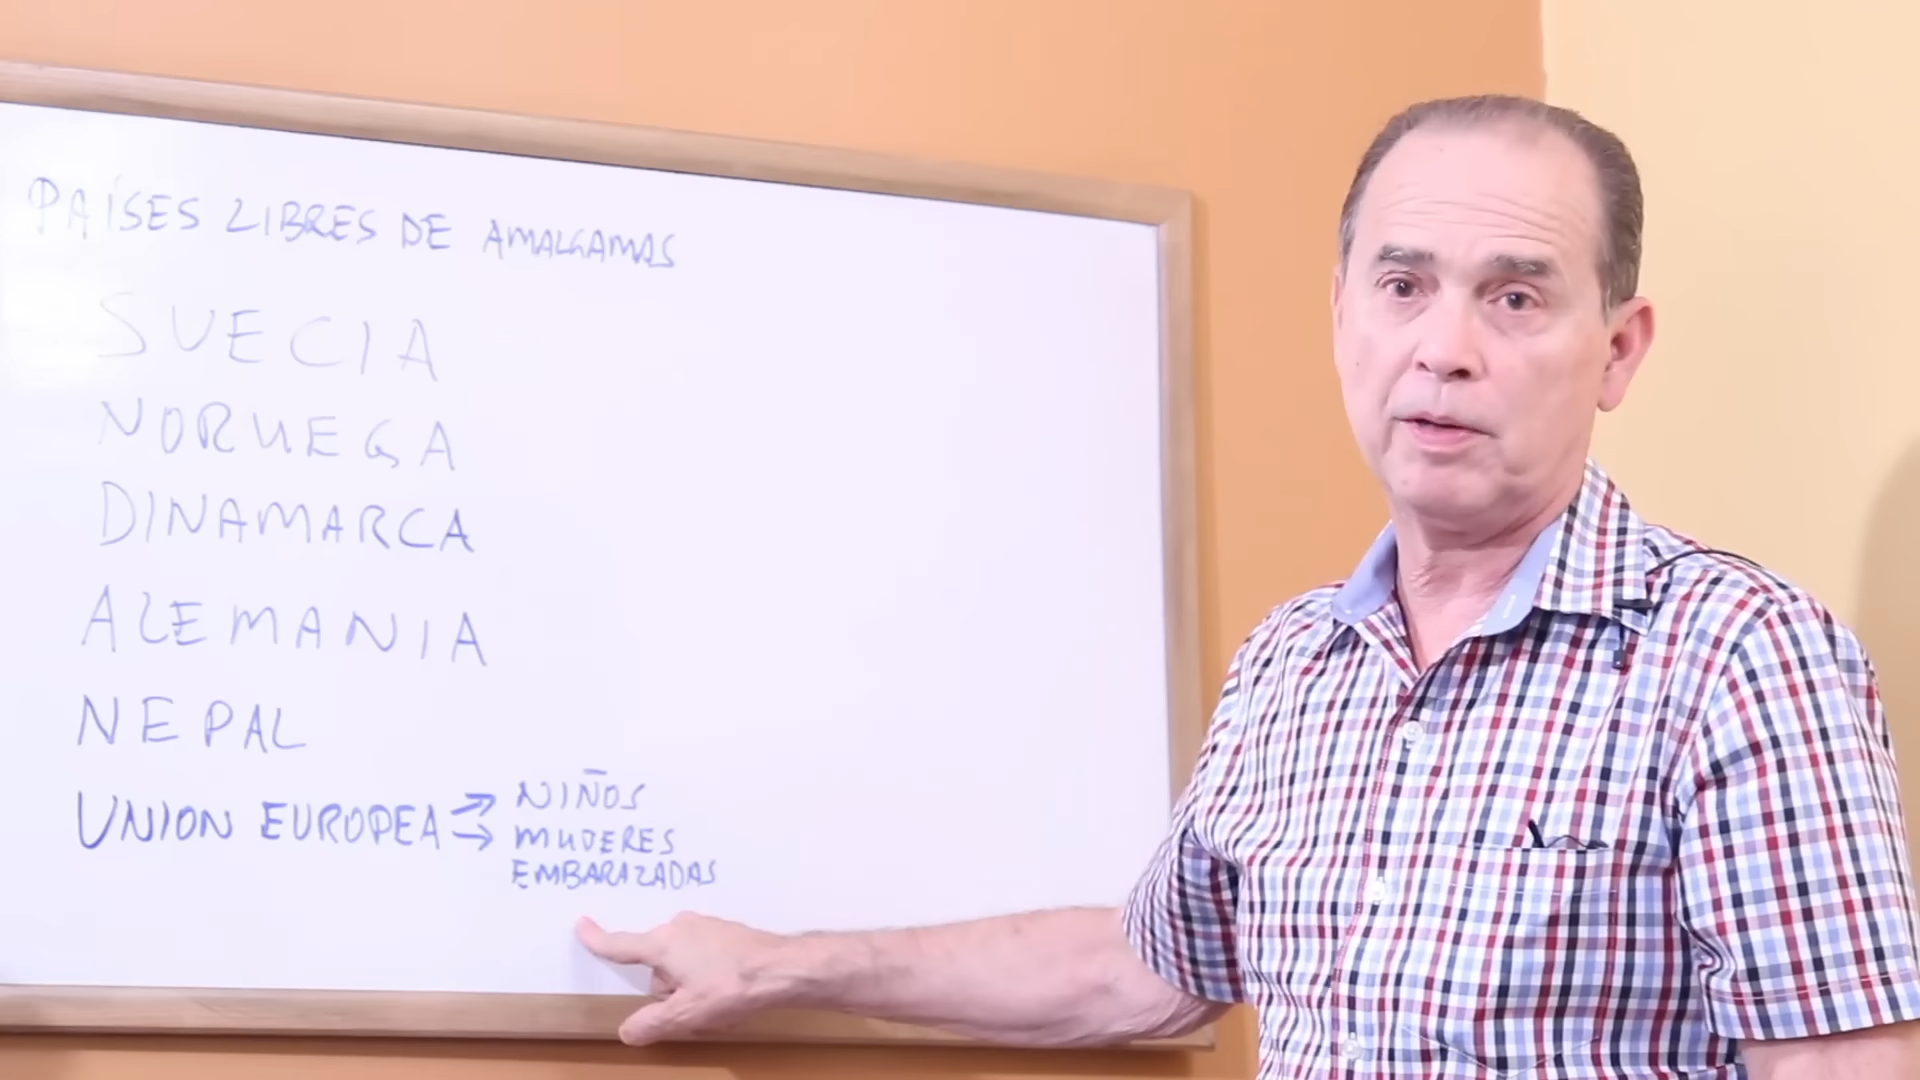 PAÍSES LIBRES DE AMALGAMAS
SUECIA
NORUEGA
DINAMARCA
ALEMANIA
NEPAL
UNION EUROPEA → NIÑOS
→ MUJERES
EMBARAZADAS